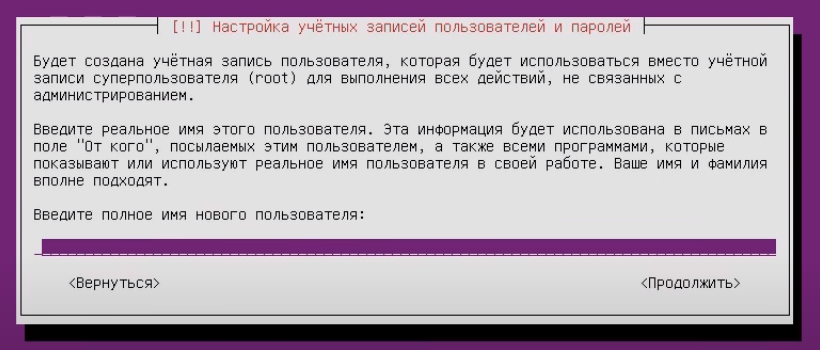 [!!] Настройка учётных записей пользователей и паролей
Будет создана учётная запись пользователя, которая будет использоваться вместо учётной
записи суперпользователя (root) для выполнения всех действий, не связанных с
администрированием.
Введите реальное имя этого пользователя. Эта информация будет использована в письмах в
поле "От кого", посылаемых этим пользователем, а также всеми программами, которые
показывают или используют реальное имя пользователя в своей работе. Ваше имя и фамилия
вполне подходят.
Введите полное имя нового пользователя:
<Вернуться> <Продолжить>